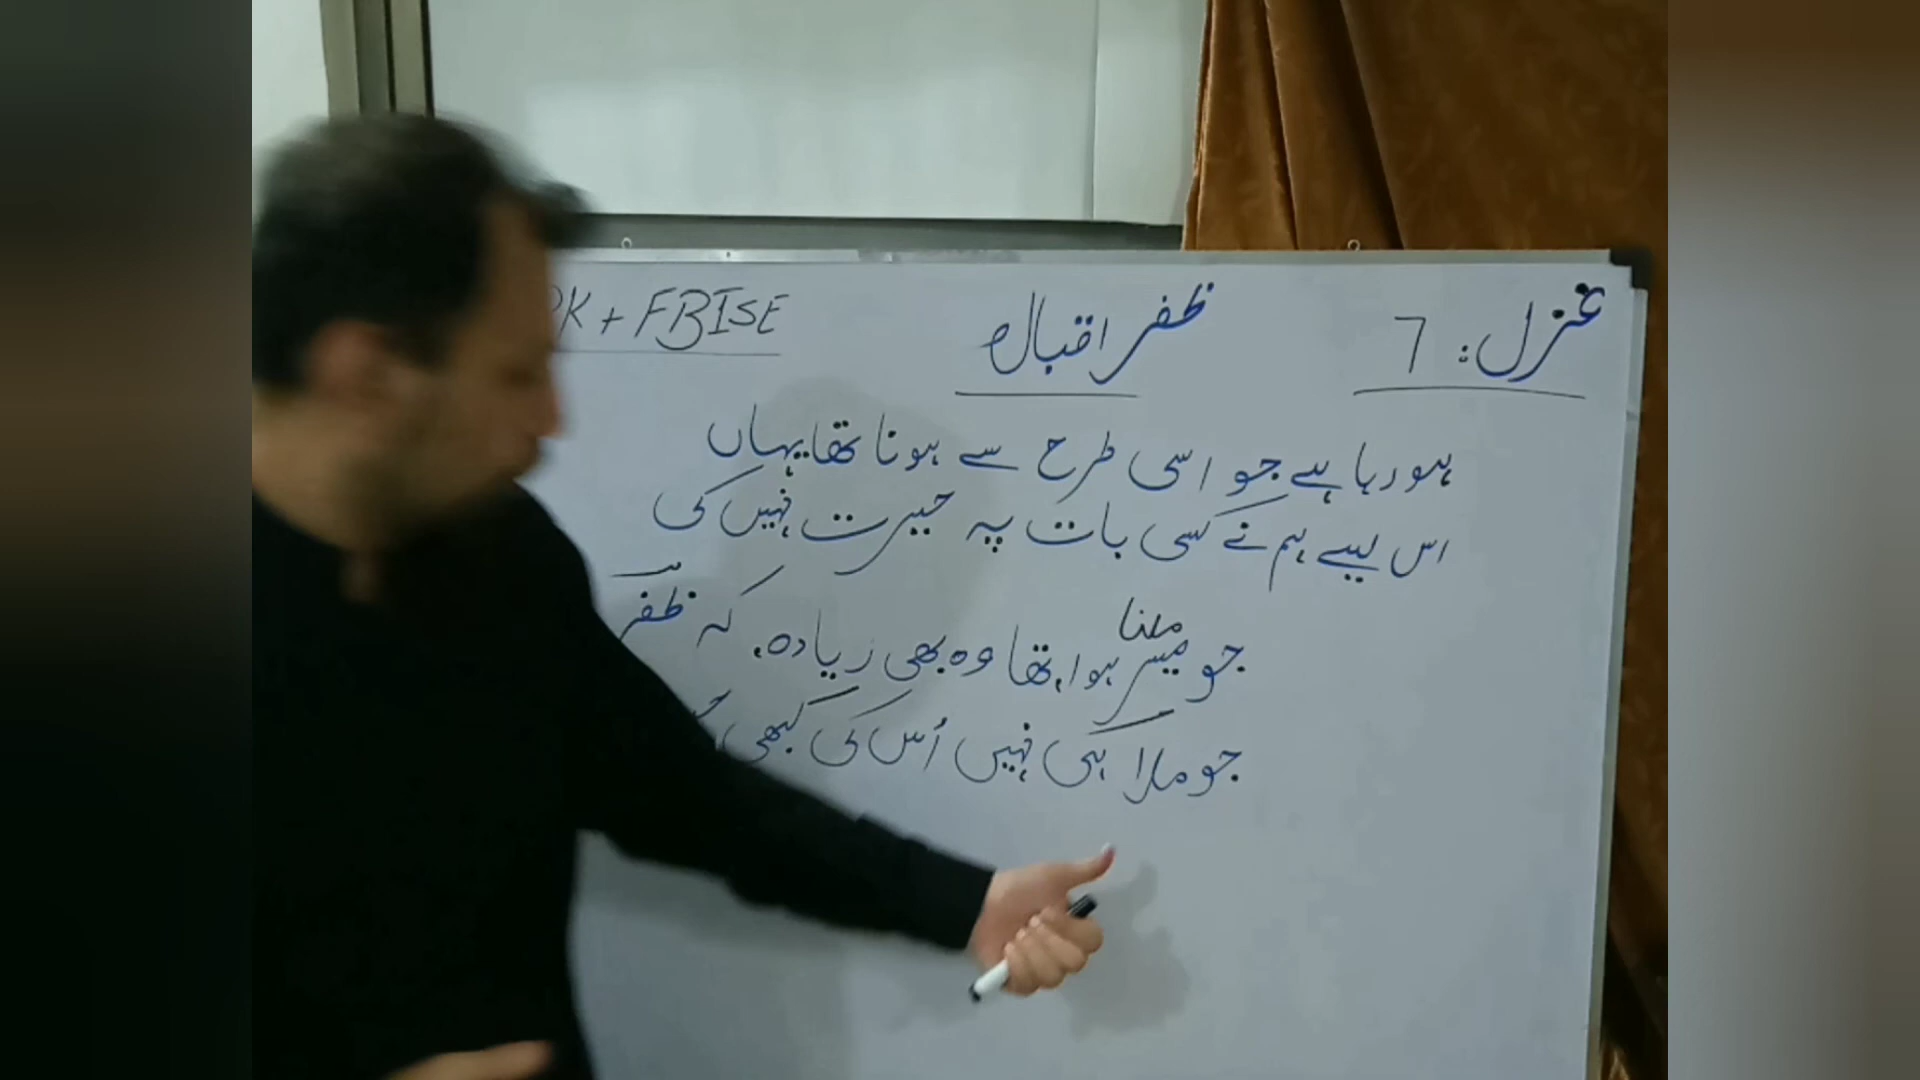 غزل: 7
ظفر اقبال
K + FBISE
ہو رہا ہے جو اسی طرح سے ہونا تھا یہاں
اس لیے ہم نے کسی بات پہ حیرت نہیں کی
ملنا
جو میسر ہوا، تھا وہ بھی زیادہ، کہ ظفر
جو ملا ہی نہیں اُس کی کبھی